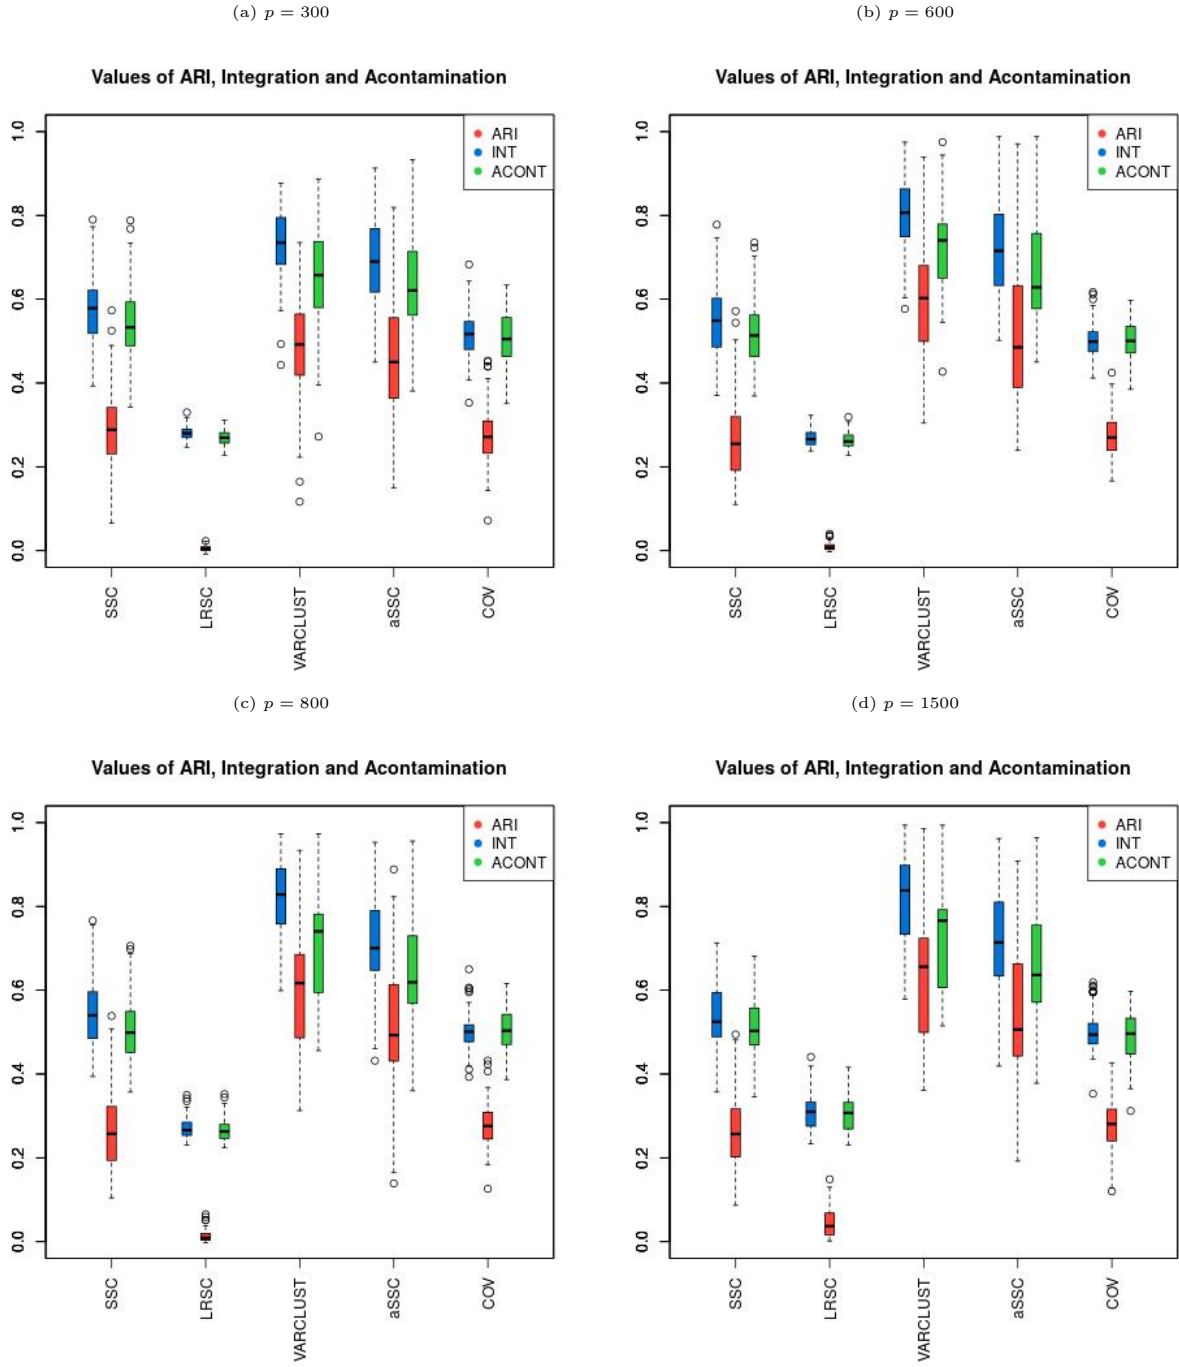 (a) p = 300
Values of ARI, Integration and Acontamination
ARI
INT
ACONT
1.0
0.8
0.6
0.4
0.2
0.0
SSC
LRSC
VARCLUST
aSSC
COV
(b) p = 600
Values of ARI, Integration and Acontamination
ARI
INT
ACONT
1.0
0.8
0.6
0.4
0.2
0.0
SSC
LRSC
VARCLUST
aSSC
COV
(c) p = 800
Values of ARI, Integration and Acontamination
ARI
INT
ACONT
1.0
0.8
0.6
0.4
0.2
0.0
SSC
LRSC
VARCLUST
aSSC
COV
(d) p = 1500
Values of ARI, Integration and Acontamination
ARI
INT
ACONT
1.0
0.8
0.6
0.4
0.2
0.0
SSC
LRSC
VARCLUST
aSSC
COV